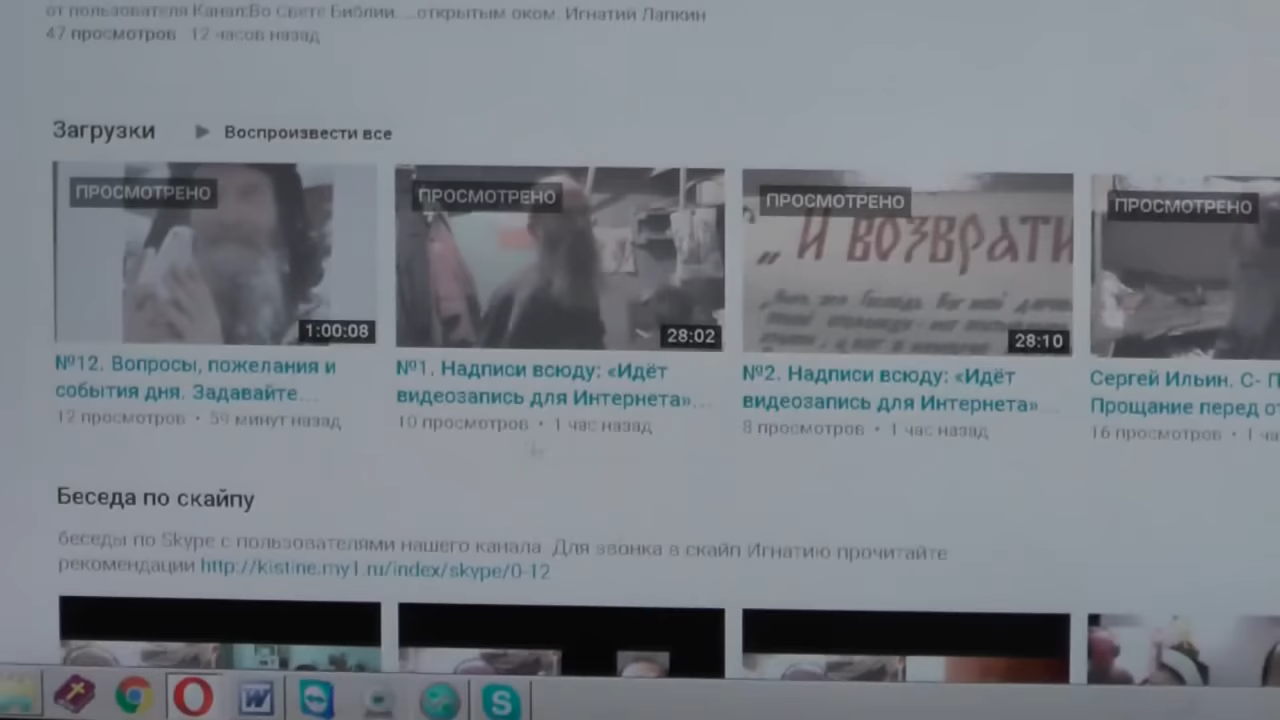 от пользователя Канал:Во Свете Библии. ...открытым оком. Игнатий Лапкин
47 просмотров 12 часов назад
Загрузки ▶ Воспроизвести все
ПРОСМОТРЕНО ПРОСМОТРЕНО ПРОСМОТРЕНО ПРОСМОТРЕНО
„ И ВОЗВРАТИ
1:00:08 28:02 28:10
№12. Вопросы, пожелания и
события дня. Задавайте...
12 просмотров • 59 минут назад
№1. Надписи всюду: «Идёт
видеозапись для Интернета»...
10 просмотров • 1 час назад
№2. Надписи всюду: «Идёт
видеозапись для Интернета»...
8 просмотров • 1 час назад
Сергей Ильин. С- П
Прощание перед от
16 просмотров • 1 ча
Беседа по скайпу
беседы по Skype с пользователями нашего канала. Для звонка в скайп Игнатию прочитайте
рекомендации http://kistine.my1.ru/index/skype/0-12
W S